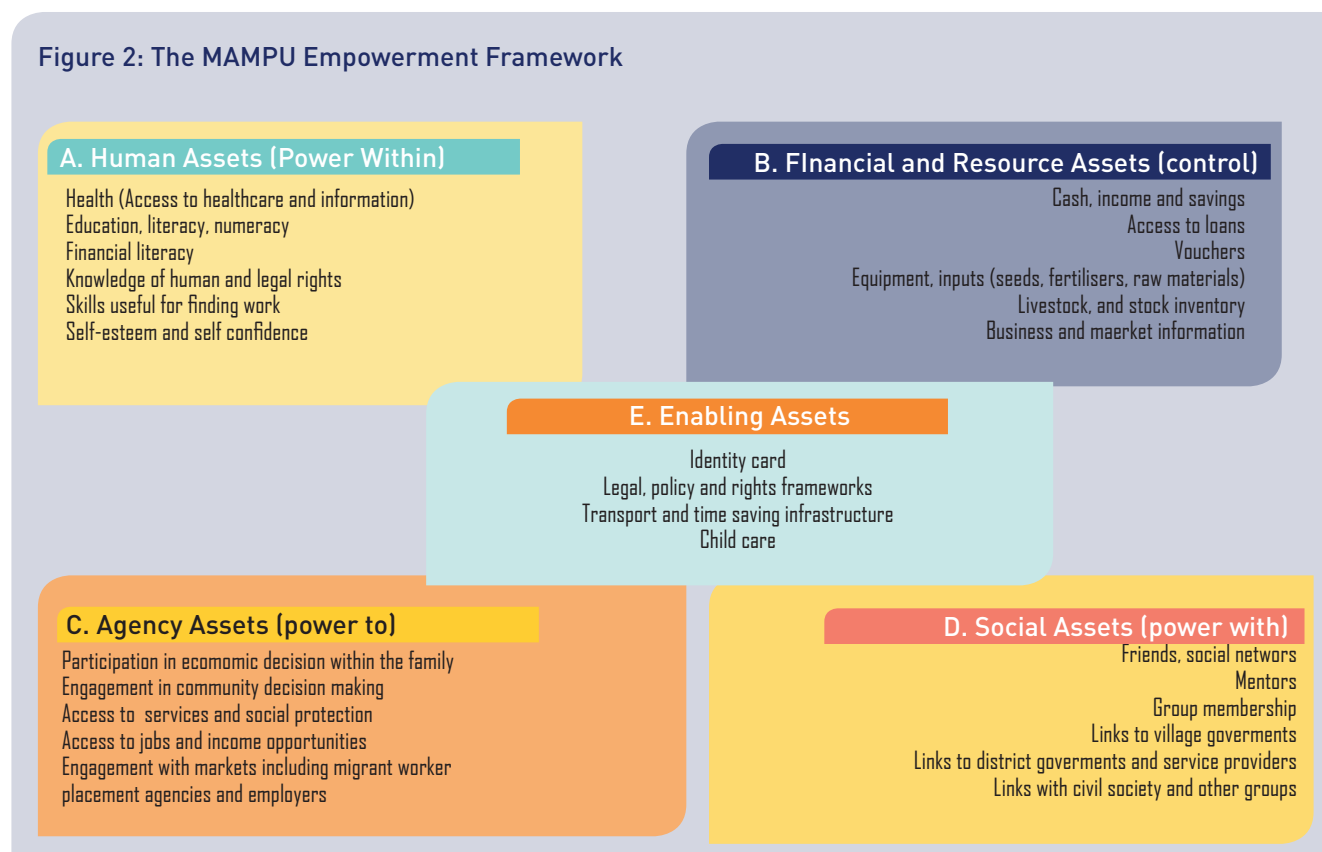 Figure 2: The MAMPU Empowerment Framework
A. Human Assets (Power Within)
Health (Access to healthcare and information)
Education, literacy, numeracy
Financial literacy
Knowledge of human and legal rights
Skills useful for finding work
Self-esteem and self confidence
B. FInancial and Resource Assets (control)
Cash, income and savings
Access to loans
Vouchers
Equipment, inputs (seeds, fertilisers, raw materials)
Livestock, and stock inventory
Business and maerket information
E. Enabling Assets
Identity card
Legal, policy and rights frameworks
Transport and time saving infrastructure
Child care
C. Agency Assets (power to)
Participation in ecomomic decision within the family
Engagement in community decision making
Access to services and social protection
Access to jobs and income opportunities
Engagement with markets including migrant worker
placement agencies and employers
D. Social Assets (power with)
Friends, social networs
Mentors
Group membership
Links to village goverments
Links to district goverments and service providers
Links with civil society and other groups